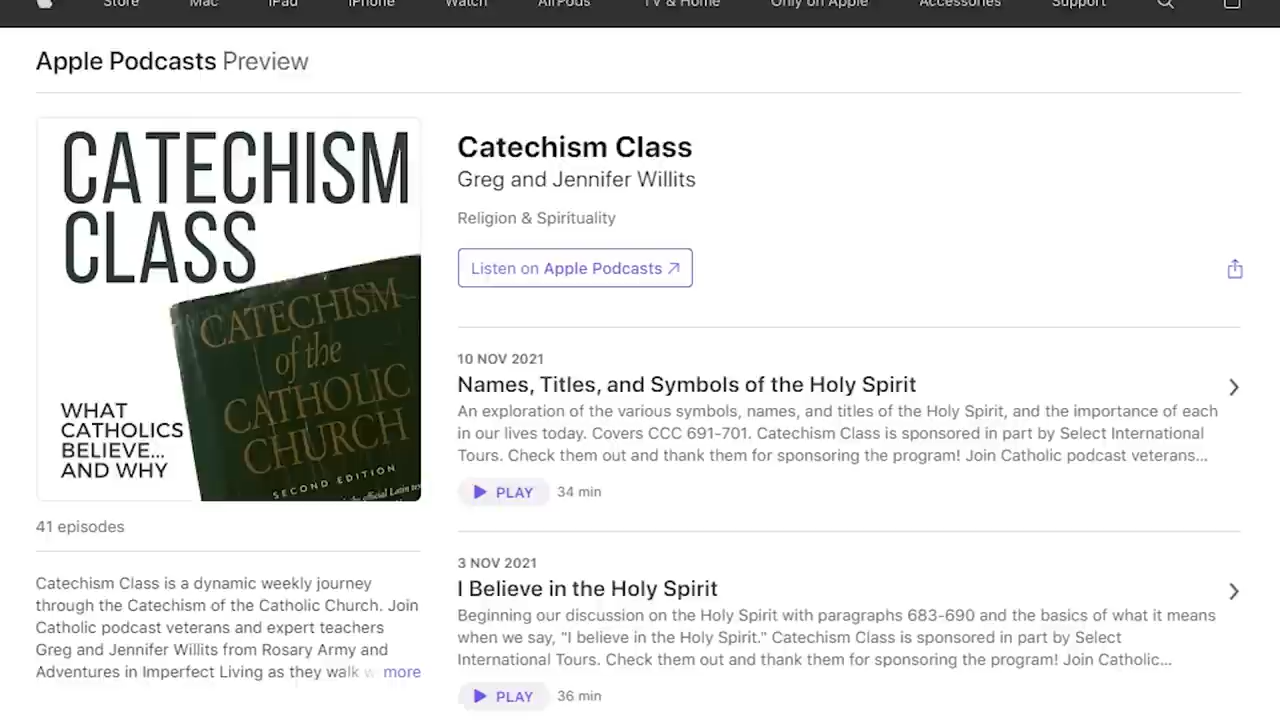 Store Mac iPad iPhone Watch AirPods TV & Home Only on Apple Accessories Support
Apple Podcasts Preview
CATECHISM
CLASS
CATECHISM
of the
CATHOLIC
CHURCH
SECOND EDITION
the official Latin te
WHAT
CATHOLICS
BELIEVE...
AND WHY
41 episodes
Catechism Class is a dynamic weekly journey
through the Catechism of the Catholic Church. Join
Catholic podcast veterans and expert teachers
Greg and Jennifer Willits from Rosary Army and
Adventures in Imperfect Living as they walk w more
Catechism Class
Greg and Jennifer Willits
Religion & Spirituality
Listen on Apple Podcasts ↗
10 NOV 2021
Names, Titles, and Symbols of the Holy Spirit
An exploration of the various symbols, names, and titles of the Holy Spirit, and the importance of each
in our lives today. Covers CCC 691-701. Catechism Class is sponsored in part by Select International
Tours. Check them out and thank them for sponsoring the program! Join Catholic podcast veterans...
PLAY 34 min
3 NOV 2021
I Believe in the Holy Spirit
Beginning our discussion on the Holy Spirit with paragraphs 683-690 and the basics of what it means
when we say, "I believe in the Holy Spirit." Catechism Class is sponsored in part by Select
International Tours. Check them out and thank them for sponsoring the program! Join Catholic...
PLAY 36 min